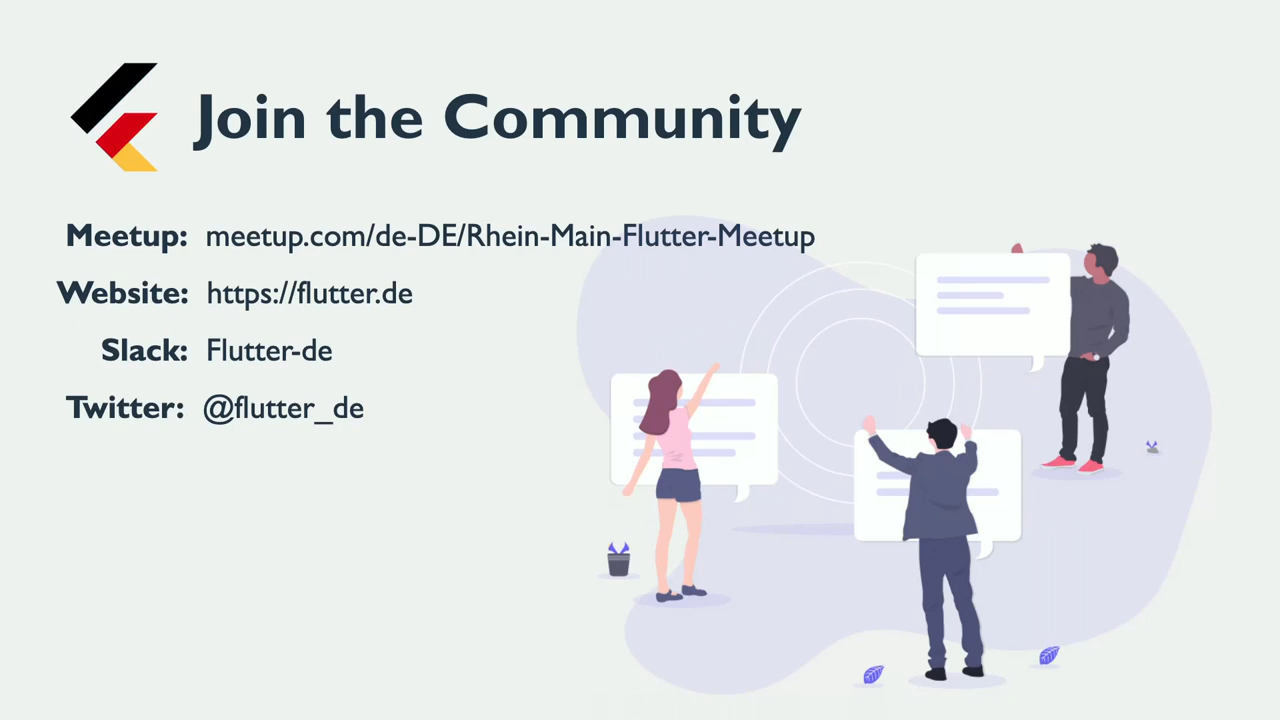 Join the Community
Meetup: meetup.com/de-DE/Rhein-Main-Flutter-Meetup
Website: https://flutter.de
Slack: Flutter-de
Twitter: @flutter_de